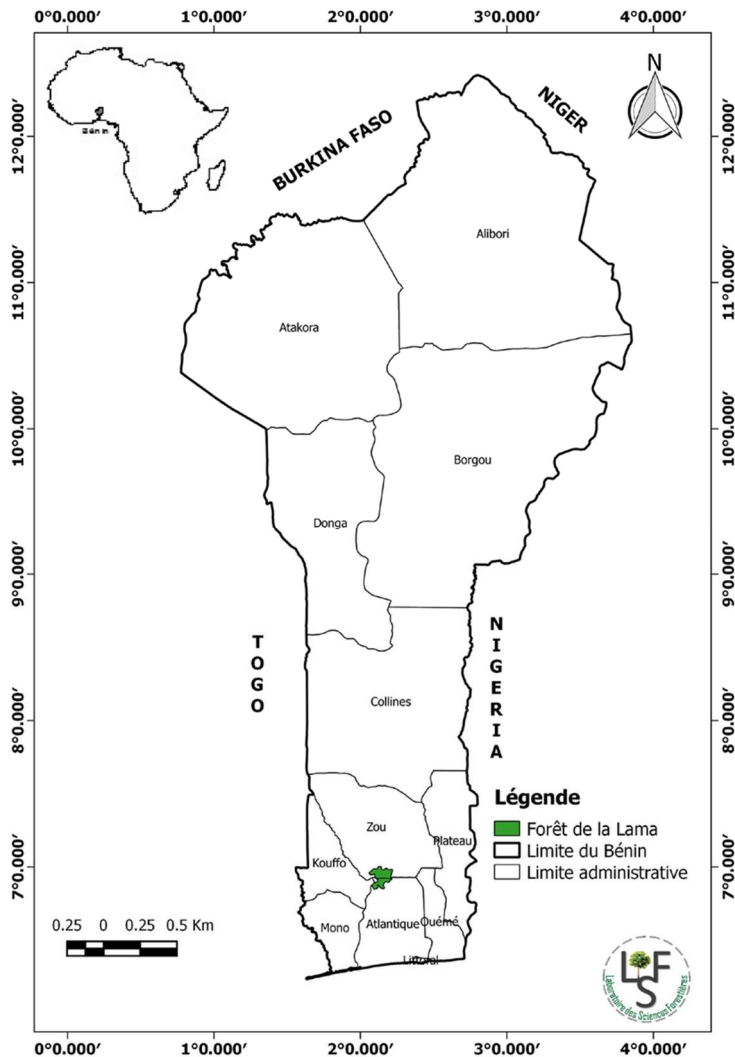 0°0.000′ 1°0.000′ 2°0.000′ 3°0.000′ 4°0.000′
N
Bénin
NIGER
BURKINA FASO
12°0.000′ 12°0.000′
Alibori
11°0.000′ 11°0.000′
Atakora
10°0.000′ 10°0.000′
Borgou
Donga
9°0.000′ 9°0.000′
TOGO
NIGERIA
Collines
8°0.000′ 8°0.000′
Légende
Forêt de la Lama
Limite du Bénin
Limite administrative
Zou
Plateau
Kouffo
7°0.000′ 7°0.000′
Mono
Atlantique
Ouémé
Littoral
0.25 0 0.25 0.5 Km
LSF
Laboratoire des Sciences Forestières
0°0.000′ 1°0.000′ 2°0.000′ 3°0.000′ 4°0.000′